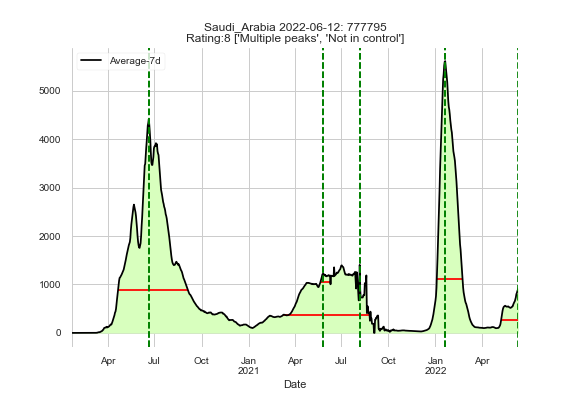 Saudi_Arabia 2022-06-12: 777795
Rating:8 ['Multiple peaks', 'Not in control']
Average-7d
5000
4000
3000
2000
1000
0
Apr Jul Oct Jan Apr Jul Oct Jan Apr
2021 2022
Date